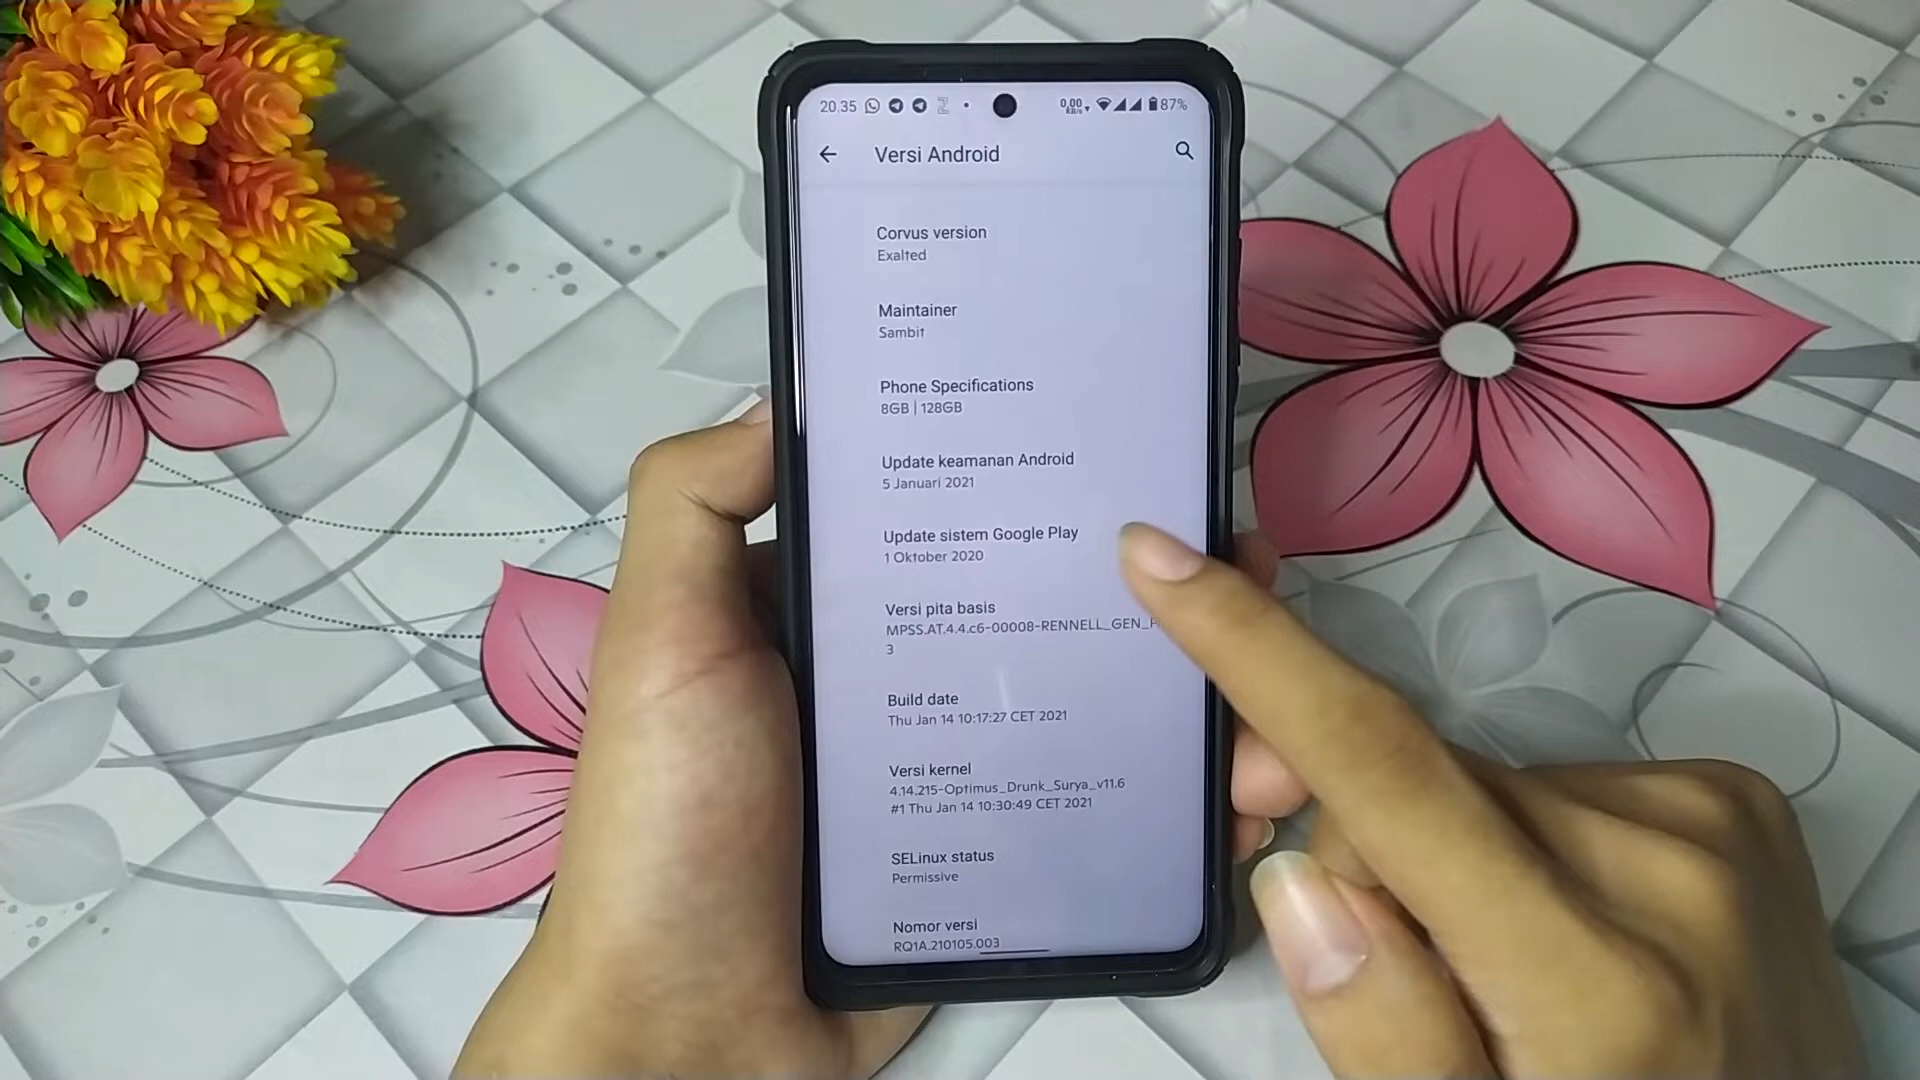 20.35 87%
0,00
KB/s
Versi Android
Corvus version
Exalted
Maintainer
Sambit
Phone Specifications
8GB | 128GB
Update keamanan Android
5 Januari 2021
Update sistem Google Play
1 Oktober 2020
Versi pita basis
MPSS.AT.4.4.c6-00008-RENNELL_GEN_
3
Build date
Thu Jan 14 10:17:27 CET 2021
Versi kernel
4.14.215-Optimus_Drunk_Surya_v11.6
#1 Thu Jan 14 10:30:49 CET 2021
SELinux status
Permissive
Nomor versi
RQ1A.210105.003